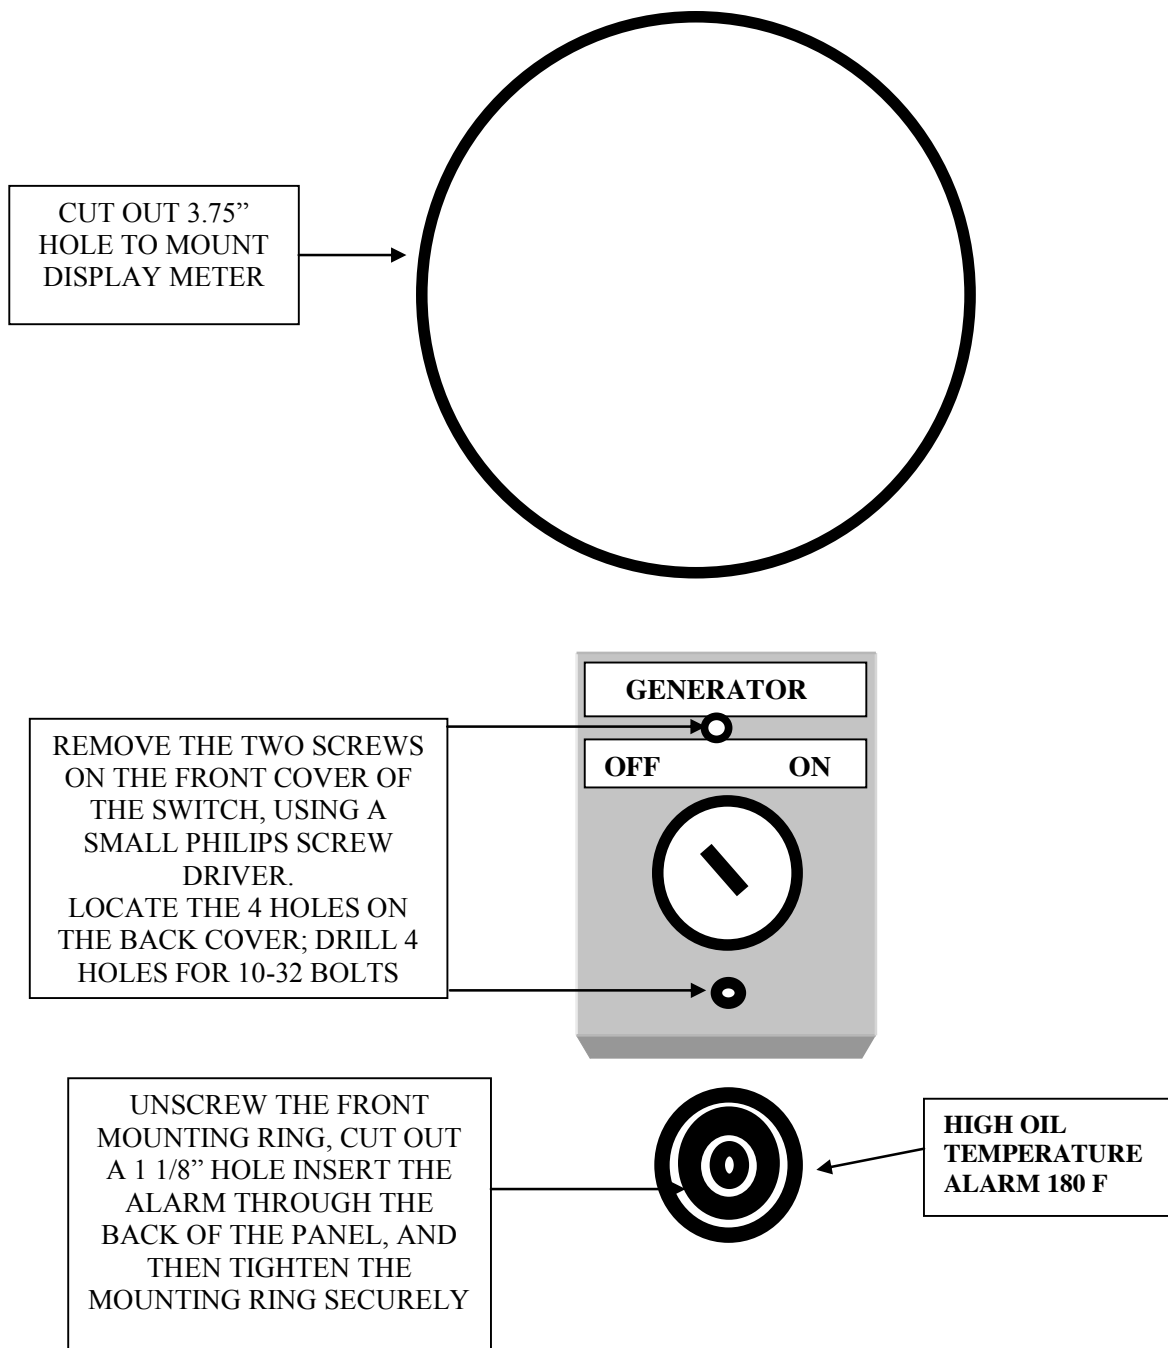 CUT OUT 3.75”
HOLE TO MOUNT
DISPLAY METER
GENERATOR
OFF ON
REMOVE THE TWO SCREWS
ON THE FRONT COVER OF
THE SWITCH, USING A
SMALL PHILIPS SCREW
DRIVER.
LOCATE THE 4 HOLES ON
THE BACK COVER; DRILL 4
HOLES FOR 10-32 BOLTS
UNSCREW THE FRONT
MOUNTING RING, CUT OUT
A 1 1/8” HOLE INSERT THE
ALARM THROUGH THE
BACK OF THE PANEL, AND
THEN TIGHTEN THE
MOUNTING RING SECURELY
HIGH OIL
TEMPERATURE
ALARM 180 F